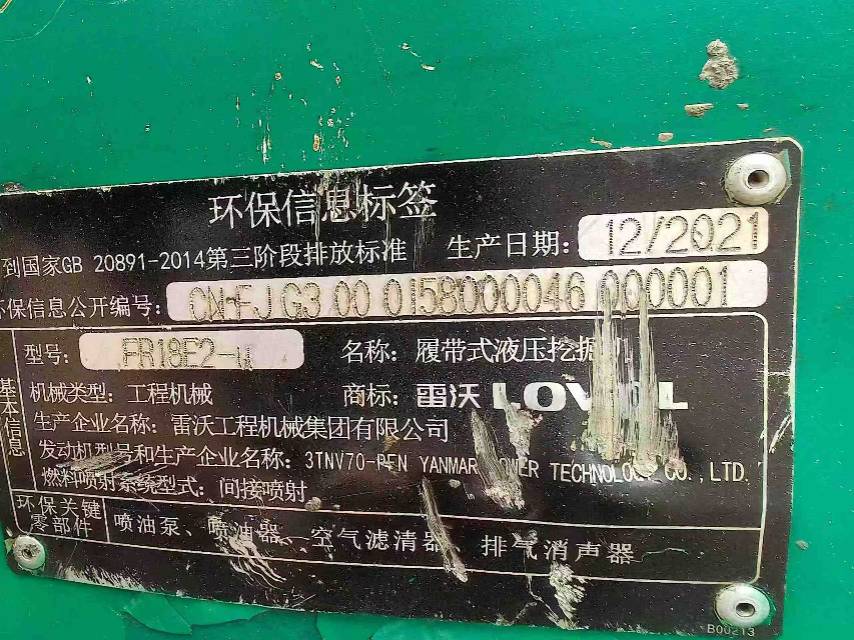 环保信息标签
到国家GB 20891-2014第三阶段排放标准 生产日期: 12/2021
环保信息公开编号: CN FJ G3 00 0158000046 000001
基本信息
型号: FR18E2-u 名称: 履带式液压挖掘
机械类型: 工程机械 商标: 雷沃 LOVOL
生产企业名称: 雷沃工程机械集团有限公司
发动机型号和生产企业名称: 3TNV70-PFN YANMAR POWER TECHNOLOGY CO.,LTD.
燃料喷射系统型式: 间接喷射
环保关键零部件 喷油泵、喷油器、空气滤清器、排气消声器
B00213